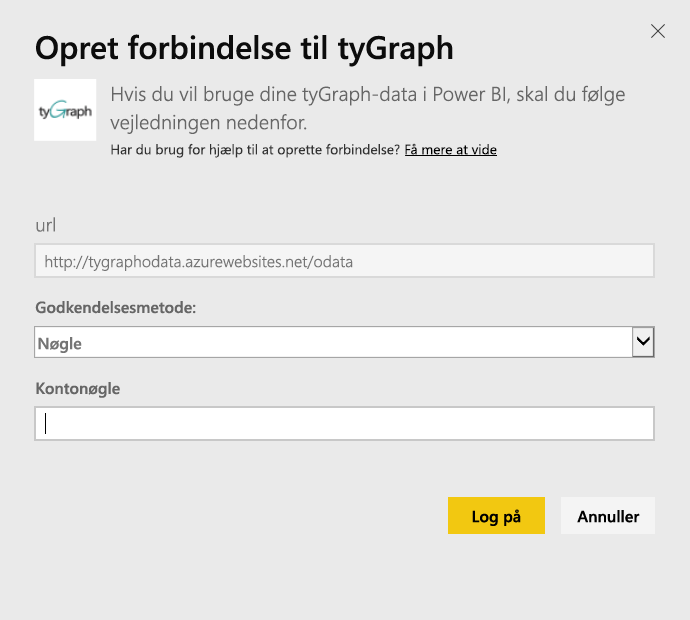 Opret forbindelse til tyGraph
tyGraph
Hvis du vil bruge dine tyGraph-data i Power BI, skal du følge
vejledningen nedenfor.
Har du brug for hjælp til at oprette forbindelse? Få mere at vide
url
http://tygraphodata.azurewebsites.net/odata
Godkendelsesmetode:
Nøgle
Kontonøgle
Log på
Annuller